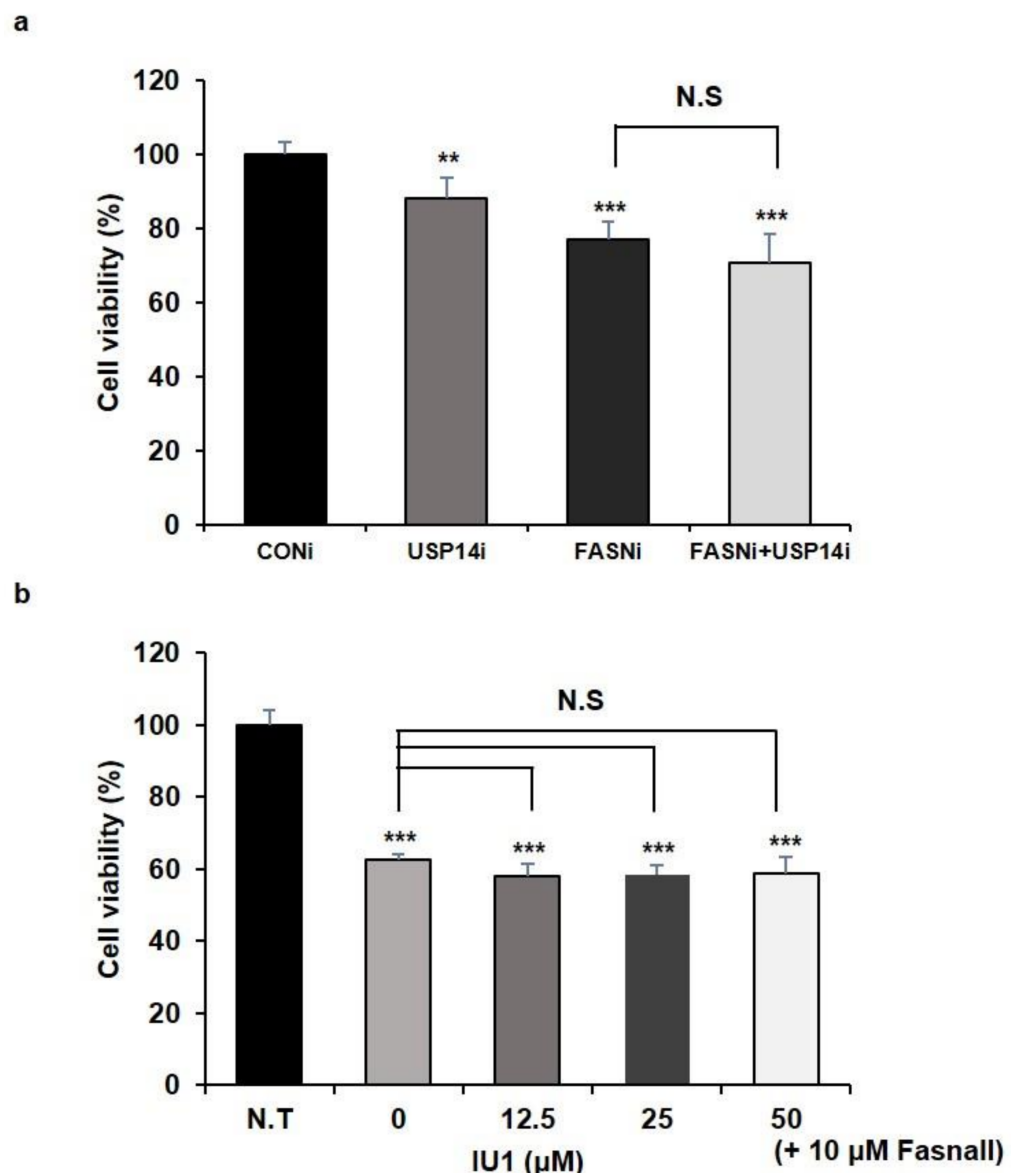 a
120
N.S
100
**
***
***
80
60
40
20
0
Cell viability (%)
CONi USP14i FASNi FASNi+USP14i
b
120
N.S
100
80
***
***
***
***
60
40
20
0
Cell viability (%)
N.T 0 12.5 25 50
(+ 10 µM Fasnall)
IU1 (µM)